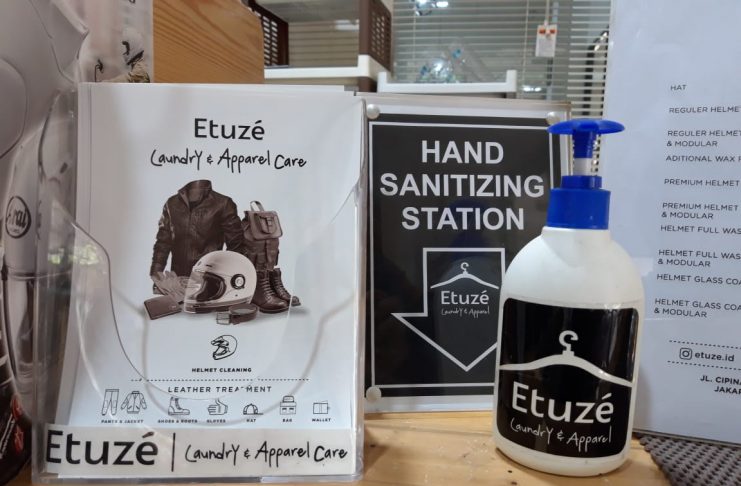 Etuzé
Laundry & Apparel Care
HELMET CLEANING
LEATHER TREATMENT
PANTS & JACKET
SHOES & BOOTS
GLOVES
HAT
BAG
WALLET
Etuzé | Laundry & Apparel Care
HAND
SANITIZING
STATION
Etuzé
Laundry & Apparel
Etuzé
Laundry & Apparel
HAT
REGULER HELMET
REGULER HELMET
& MODULAR
ADITIONAL WAX
PREMIUM HELMET
PREMIUM HELMET
& MODULAR
HELMET FULL WAS
HELMET FULL WAS
& MODULAR
HELMET GLASS COA
HELMET GLASS COA
& MODULAR
etuze.id
JL. CIPINA
JAKAR